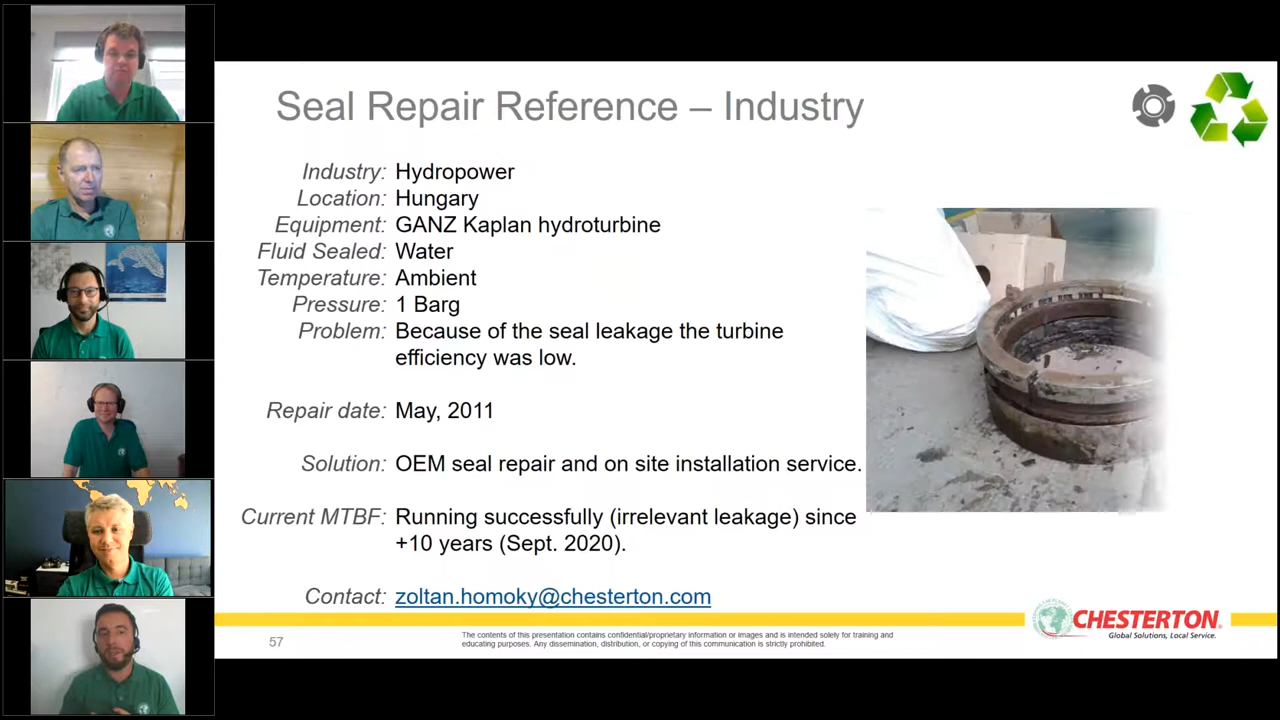 Seal Repair Reference – Industry
Industry: Hydropower
Location: Hungary
Equipment: GANZ Kaplan hydroturbine
Fluid Sealed: Water
Temperature: Ambient
Pressure: 1 Barg
Problem: Because of the seal leakage the turbine
efficiency was low.
Repair date: May, 2011
Solution: OEM seal repair and on site installation service.
Current MTBF: Running successfully (irrelevant leakage) since
+10 years (Sept. 2020).
Contact: zoltan.homoky@chesterton.com
57
The contents of this presentation contains confidential/proprietary information or images and is intended solely for training and
educating purposes. Any dissemination, distribution, or copying of this communication is strictly prohibited.
CHESTERTON
Global Solutions, Local Service.